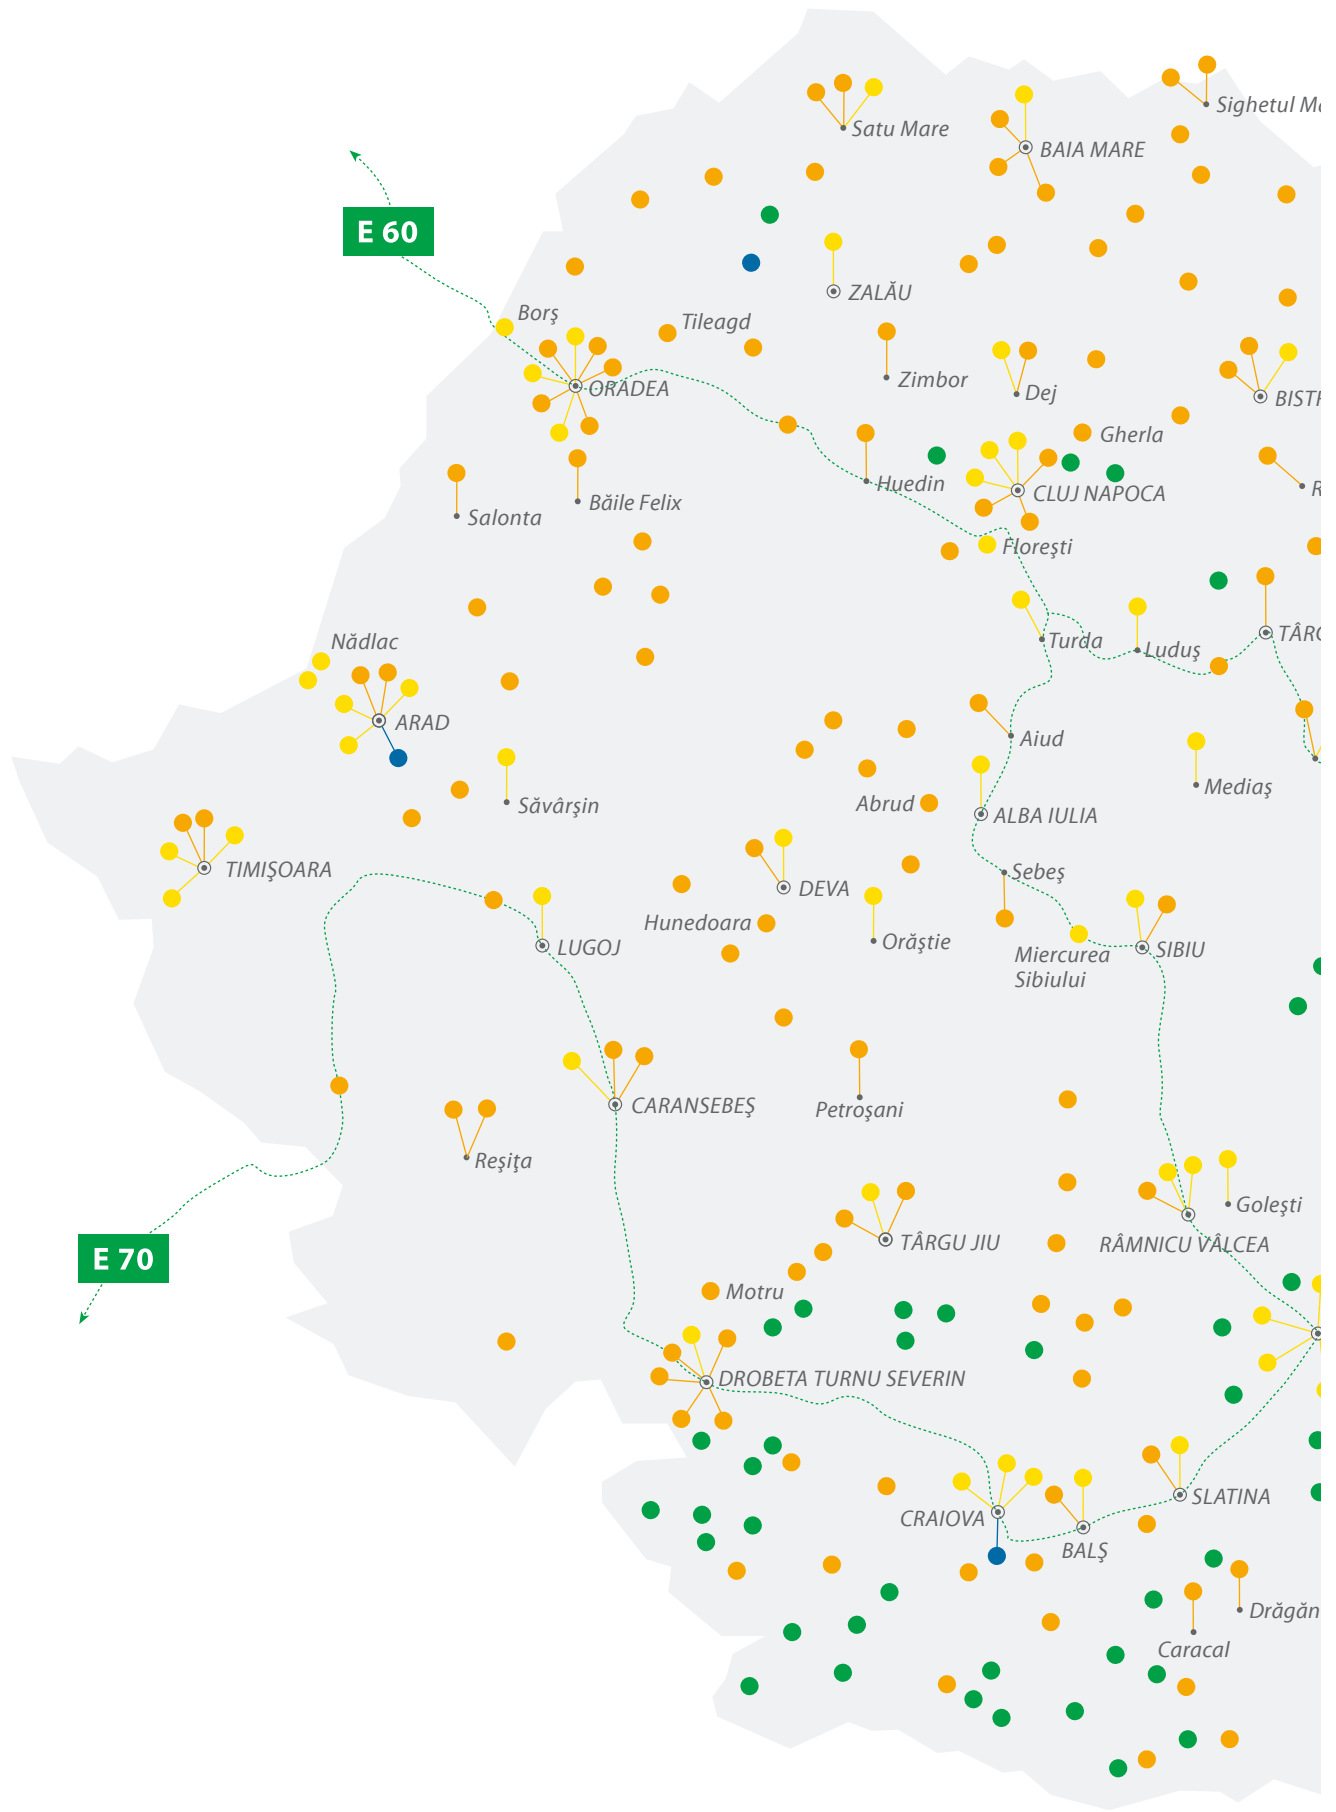 Sighetul M
Satu Mare
BAIA MARE
E 60
ZALĂU
Borş
Tileagd
Zimbor
ORADEA
Dej
BIST
Gherla
Huedin
CLUJ NAPOCA
R
Băile Felix
Salonta
Floreşti
Nădlac
Turda
Luduş
TÂR
ARAD
Aiud
Mediaş
Săvârşin
Abrud
ALBA IULIA
TIMIŞOARA
DEVA
Sebeş
Hunedoara
LUGOJ
Orăştie
Miercurea
Sibiului
SIBIU
CARANSEBEŞ
Petroşani
Reşiţa
Goleşti
TÂRGU JIU
RÂMNICU VÂLCEA
E 70
Motru
DROBETA TURNU SEVERIN
SLATINA
CRAIOVA
BALŞ
Drăgăn
Caracal